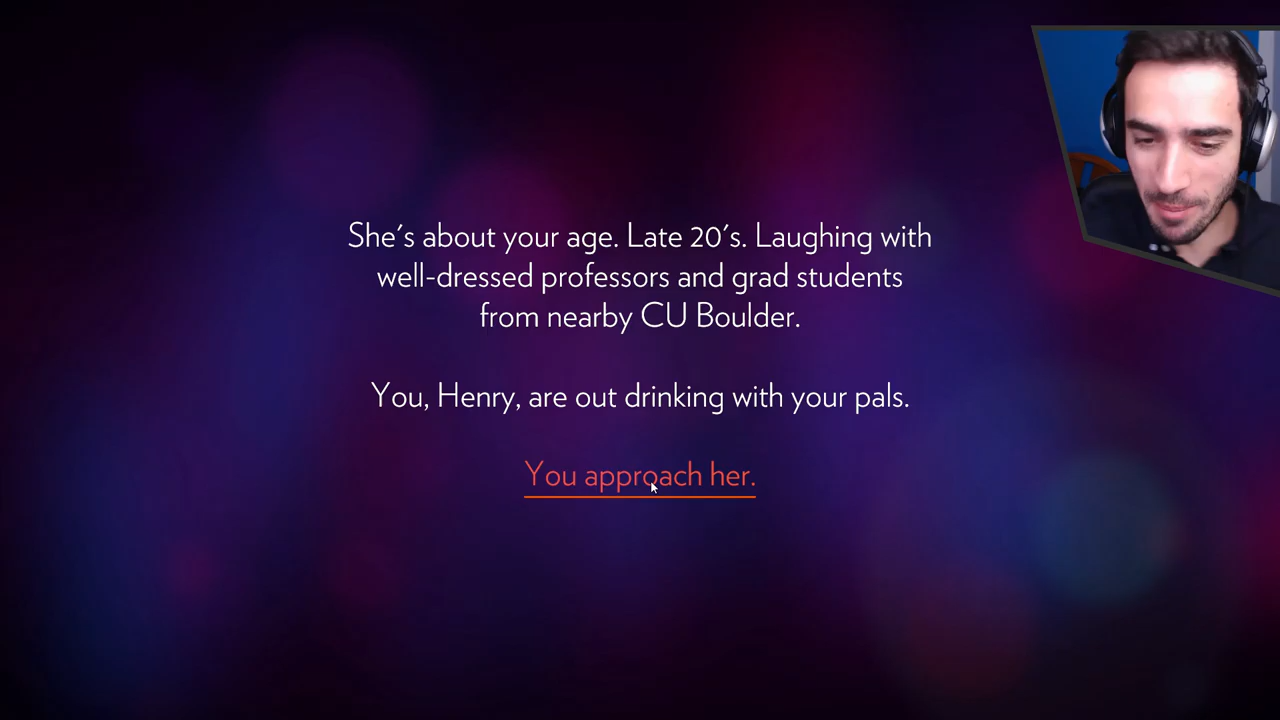 She's about your age. Late 20's. Laughing with
well-dressed professors and grad students
from nearby CU Boulder.
You, Henry, are out drinking with your pals.
You approach her.